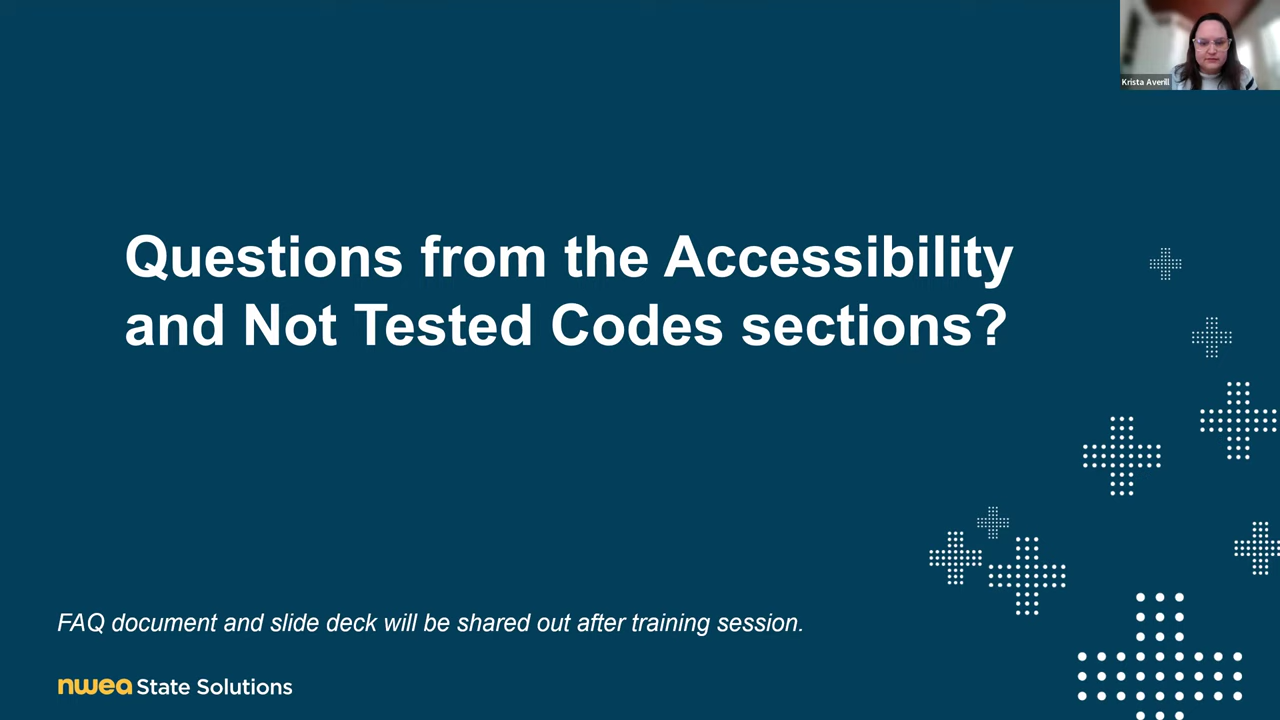 Krista Averill
Questions from the Accessibility
and Not Tested Codes sections?
FAQ document and slide deck will be shared out after training session.
nwea State Solutions